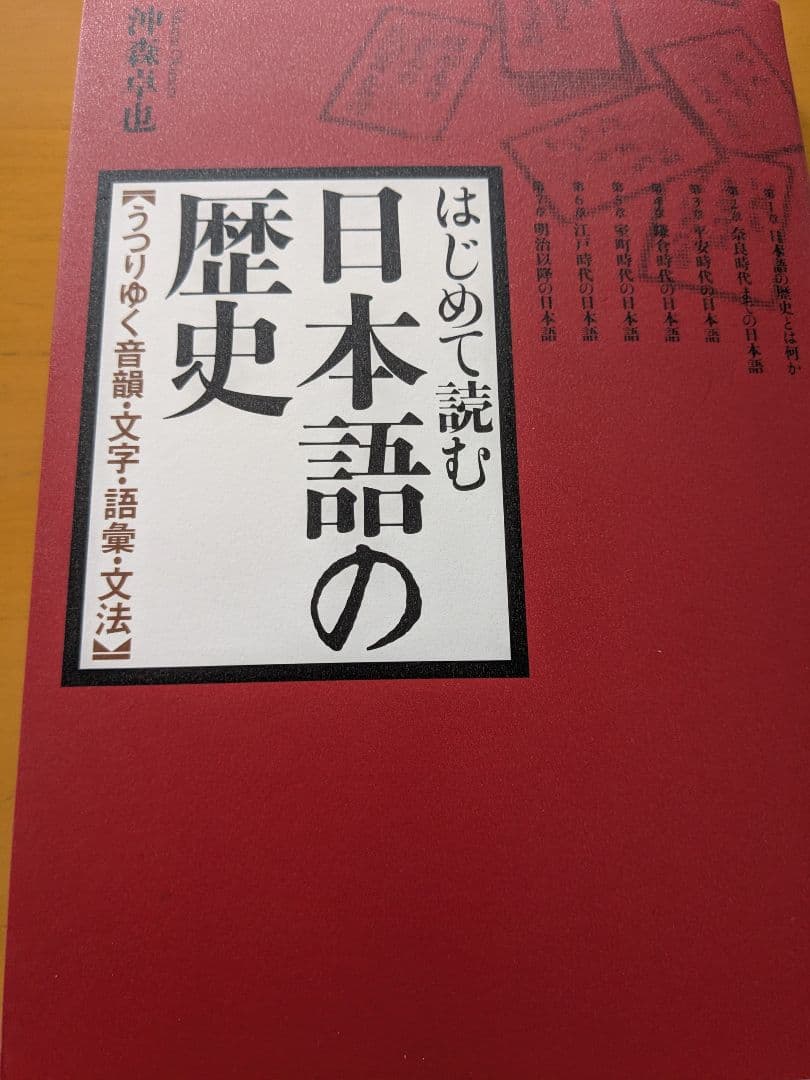 第1章 日本語の歴史とは何か
第2章 奈良時代までの日本語
第3章 平安時代の日本語
第4章 鎌倉時代の日本語
第5章 室町時代の日本語
第6章 江戸時代の日本語
第7章 明治以降の日本語
はじめて読む
日本語の
歴史
【うつりゆく音韻・文字・語彙・文法】
沖森卓也